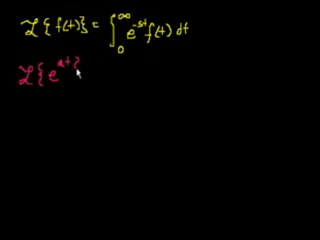 ℒ{f(t)} = ∫₀^∞ e^{-st} f(t) dt
ℒ{e^{at}